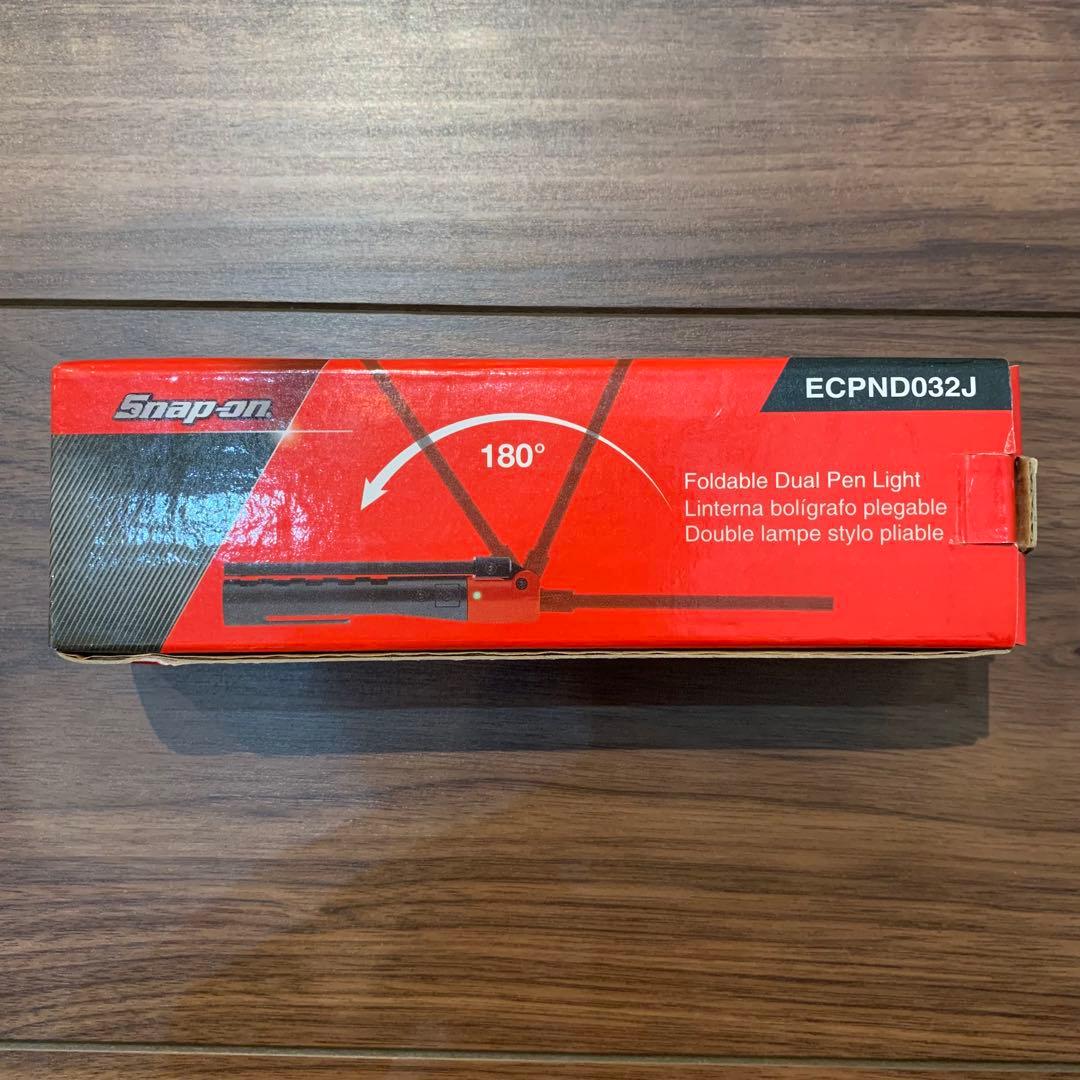 Snap-on
ECPND032J
180°
Foldable Dual Pen Light
Linterna bolígrafo plegable
Double lampe stylo pliable